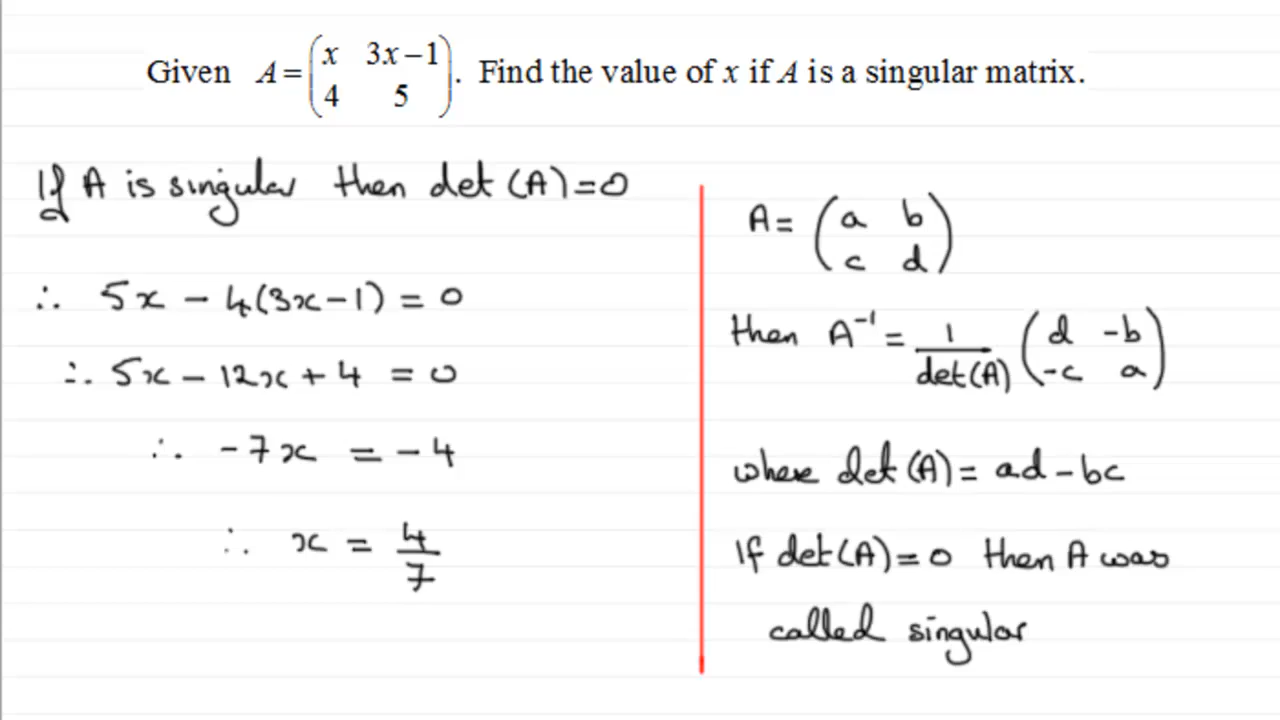 Given A = ( x 3x − 1 ; 4 5 ). Find the value of x if A is a singular matrix.
If A is singular then det (A) = 0
∴ 5x − 4(3x − 1) = 0
∴ 5x − 12x + 4 = 0
∴ −7x = −4
∴ x = 4/7
A = ( a b ; c d )
then A⁻¹ = 1/det(A) ( d −b ; −c a )
where det (A) = ad − bc
If det(A) = 0 then A was
called singular